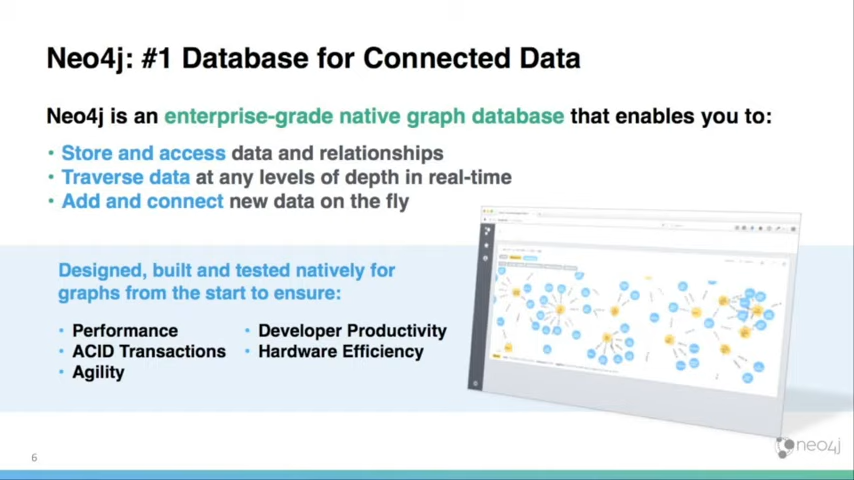 Neo4j: #1 Database for Connected Data
Neo4j is an enterprise-grade native graph database that enables you to:
• Store and access data and relationships
• Traverse data at any levels of depth in real-time
• Add and connect new data on the fly
Designed, built and tested natively for
graphs from the start to ensure:
• Performance
• ACID Transactions
• Agility
• Developer Productivity
• Hardware Efficiency
6
neo4j